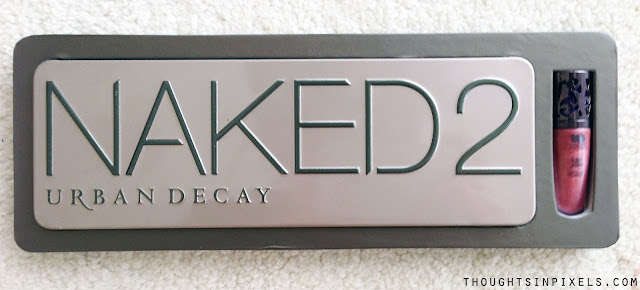 NAKED2
URBAN DECAY
THOUGHTSINPIXELS.COM